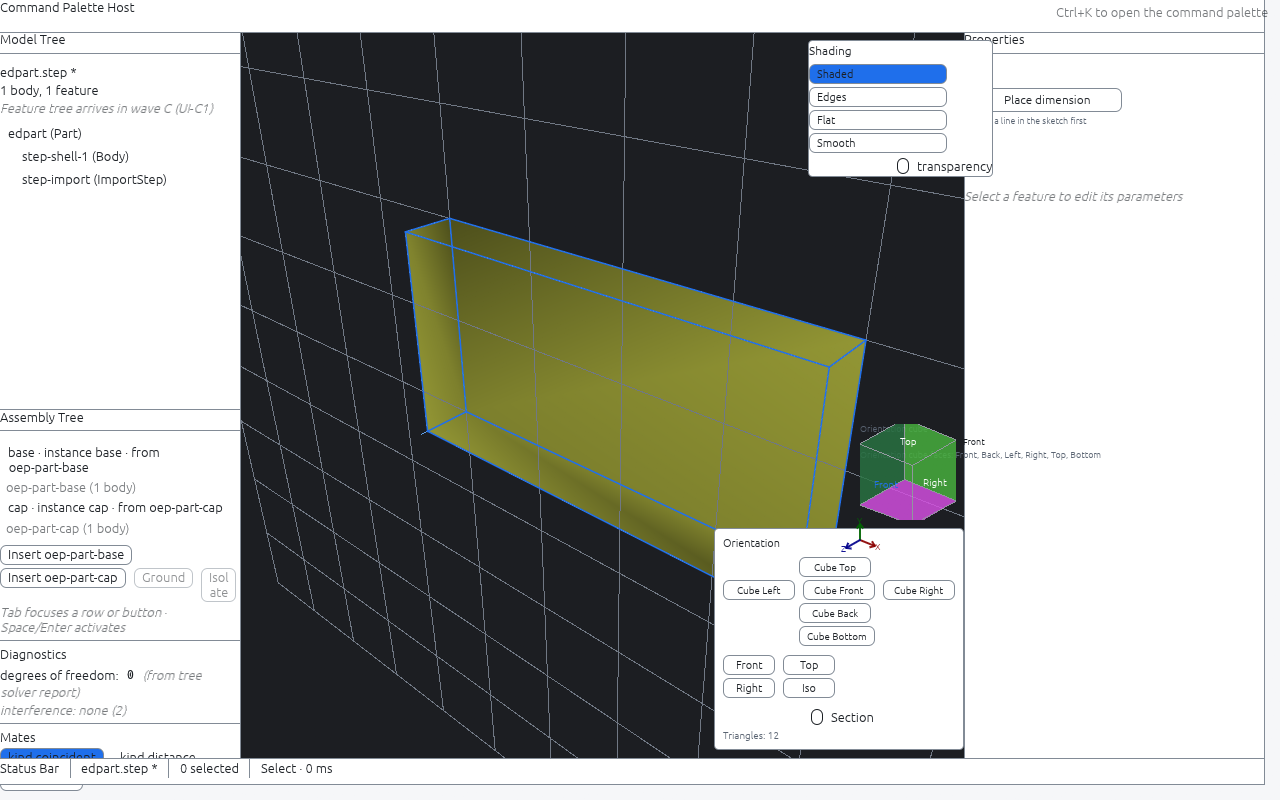 Command Palette Host
Ctrl+K to open the command palette
Model Tree
edpart.step *
1 body, 1 feature
Feature tree arrives in wave C (UI-C1)
edpart (Part)
step-shell-1 (Body)
step-import (ImportStep)
Assembly Tree
base · instance base · from
oep-part-base
oep-part-base (1 body)
cap · instance cap · from oep-part-cap
oep-part-cap (1 body)
Insert oep-part-base
Insert oep-part-cap
Ground
Isol
ate
Tab focuses a row or button ·
Space/Enter activates
Diagnostics
degrees of freedom: 0 (from tree
solver report)
interference: none (2)
Mates
kind coincident
kind distance
Shading
Shaded
Edges
Flat
Smooth
transparency
Properties
Place dimension
a line in the sketch first
Select a feature to edit its parameters
Top
Front
Right
Front
Front, Back, Left, Right, Top, Bottom
Z
X
Orientation
Cube Top
Cube Left
Cube Front
Cube Right
Cube Back
Cube Bottom
Front
Top
Right
Iso
Section
Triangles: 12
Status Bar
edpart.step *
0 selected
Select · 0 ms